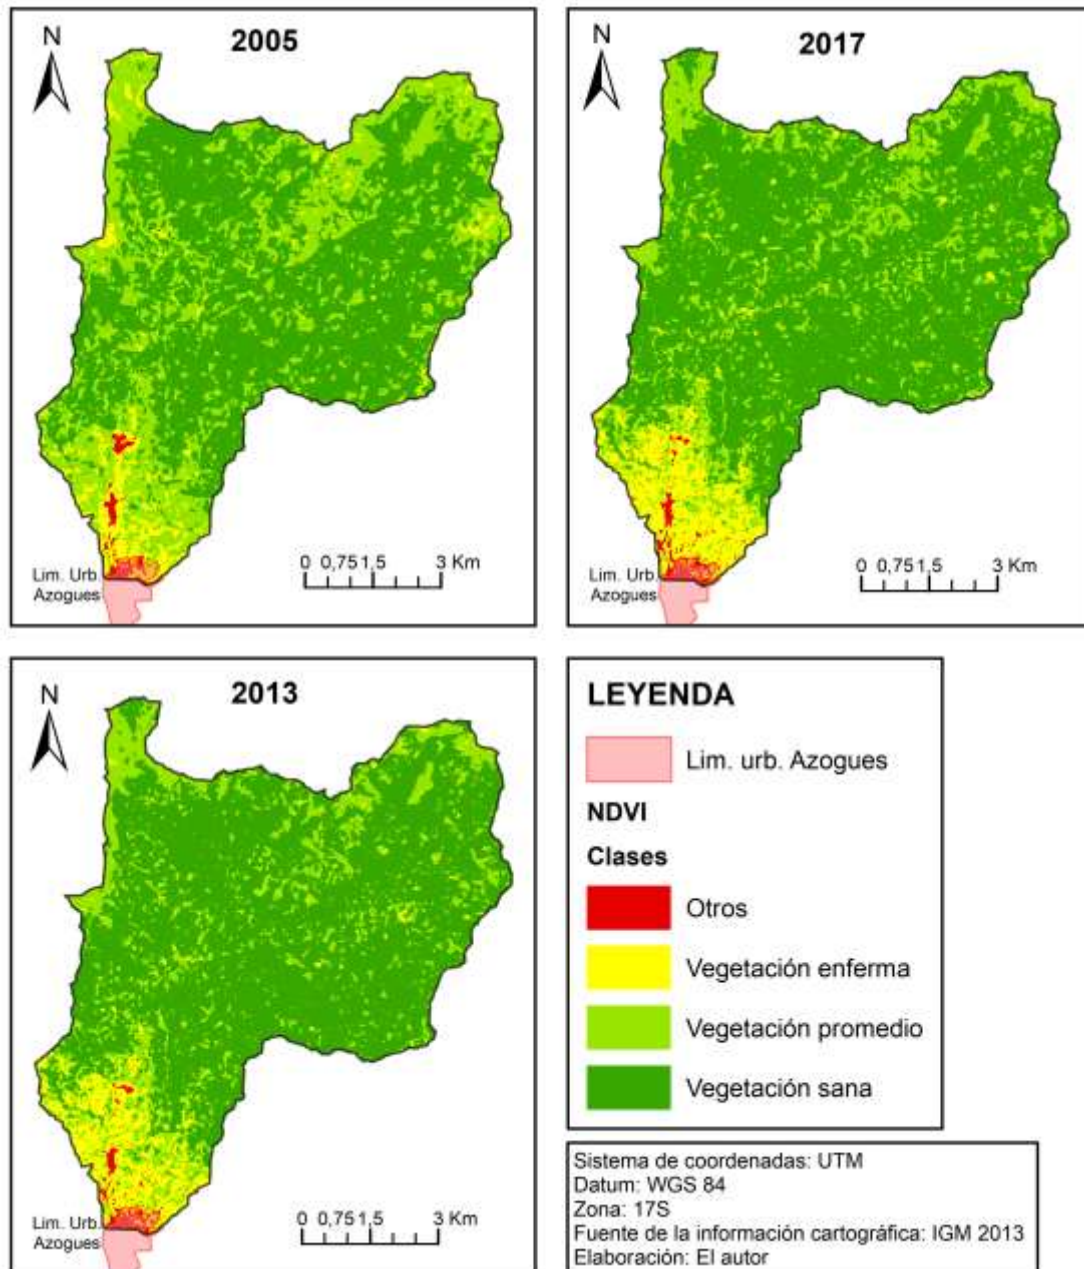 N
2005
Lim. Urb.
Azogues
0 0,75 1,5 3 Km
N
2017
Lim. Urb.
Azogues
0 0,75 1,5 3 Km
N
2013
Lim. Urb.
Azogues
0 0,75 1,5 3 Km
LEYENDA
Lim. urb. Azogues
NDVI
Clases
Otros
Vegetación enferma
Vegetación promedio
Vegetación sana
Sistema de coordenadas: UTM
Datum: WGS 84
Zona: 17S
Fuente de la información cartográfica: IGM 2013
Elaboración: El autor